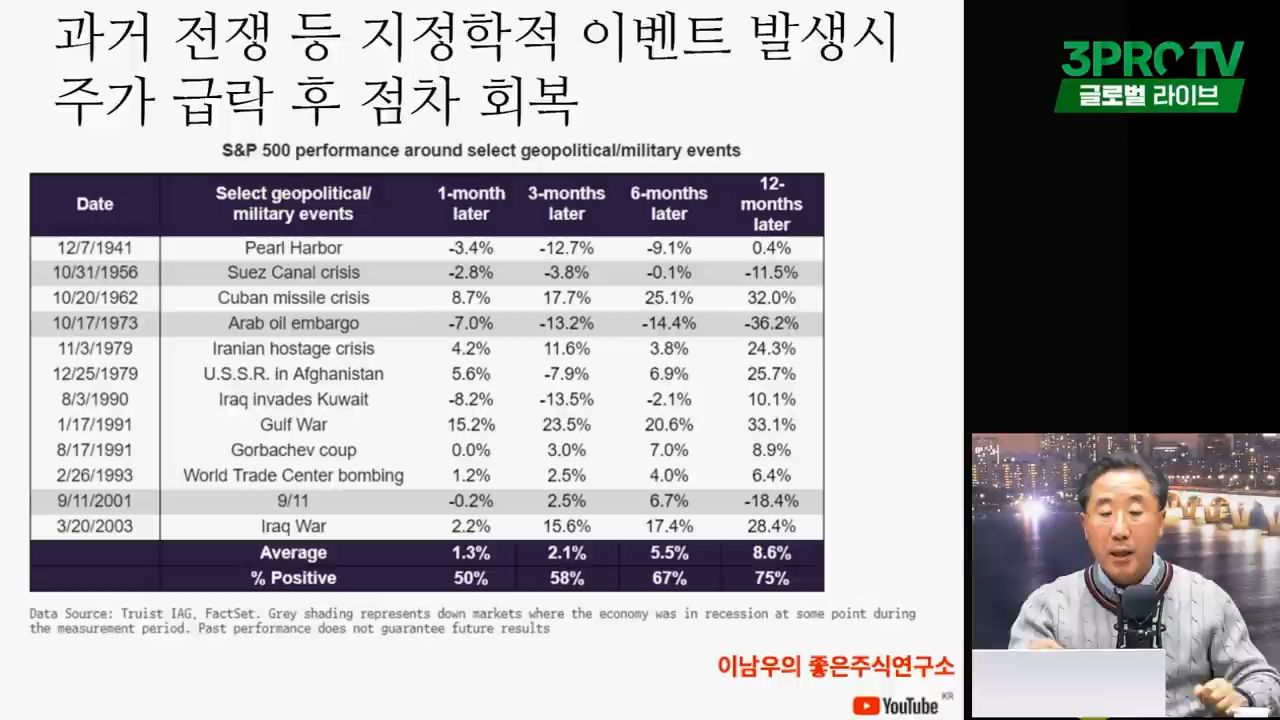 과거 전쟁 등 지정학적 이벤트 발생시
주가 급락 후 점차 회복
3PRO TV
글로벌 라이브
S&P 500 performance around select geopolitical/military events
Date Select geopolitical/ military events 1-month later 3-months later 6-months later 12-months later
12/7/1941 Pearl Harbor -3.4% -12.7% -9.1% 0.4%
10/31/1956 Suez Canal crisis -2.8% -3.8% -0.1% -11.5%
10/20/1962 Cuban missile crisis 8.7% 17.7% 25.1% 32.0%
10/17/1973 Arab oil embargo -7.0% -13.2% -14.4% -36.2%
11/3/1979 Iranian hostage crisis 4.2% 11.6% 3.8% 24.3%
12/25/1979 U.S.S.R. in Afghanistan 5.6% -7.9% 6.9% 25.7%
8/3/1990 Iraq invades Kuwait -8.2% -13.5% -2.1% 10.1%
1/17/1991 Gulf War 15.2% 23.5% 20.6% 33.1%
8/17/1991 Gorbachev coup 0.0% 3.0% 7.0% 8.9%
2/26/1993 World Trade Center bombing 1.2% 2.5% 4.0% 6.4%
9/11/2001 9/11 -0.2% 2.5% 6.7% -18.4%
3/20/2003 Iraq War 2.2% 15.6% 17.4% 28.4%
Average 1.3% 2.1% 5.5% 8.6%
% Positive 50% 58% 67% 75%
Data Source: Truist IAG, FactSet. Grey shading represents down markets where the economy was in recession at some point during
the measurement period. Past performance does not guarantee future results
이남우의 좋은주식연구소
YouTube KR